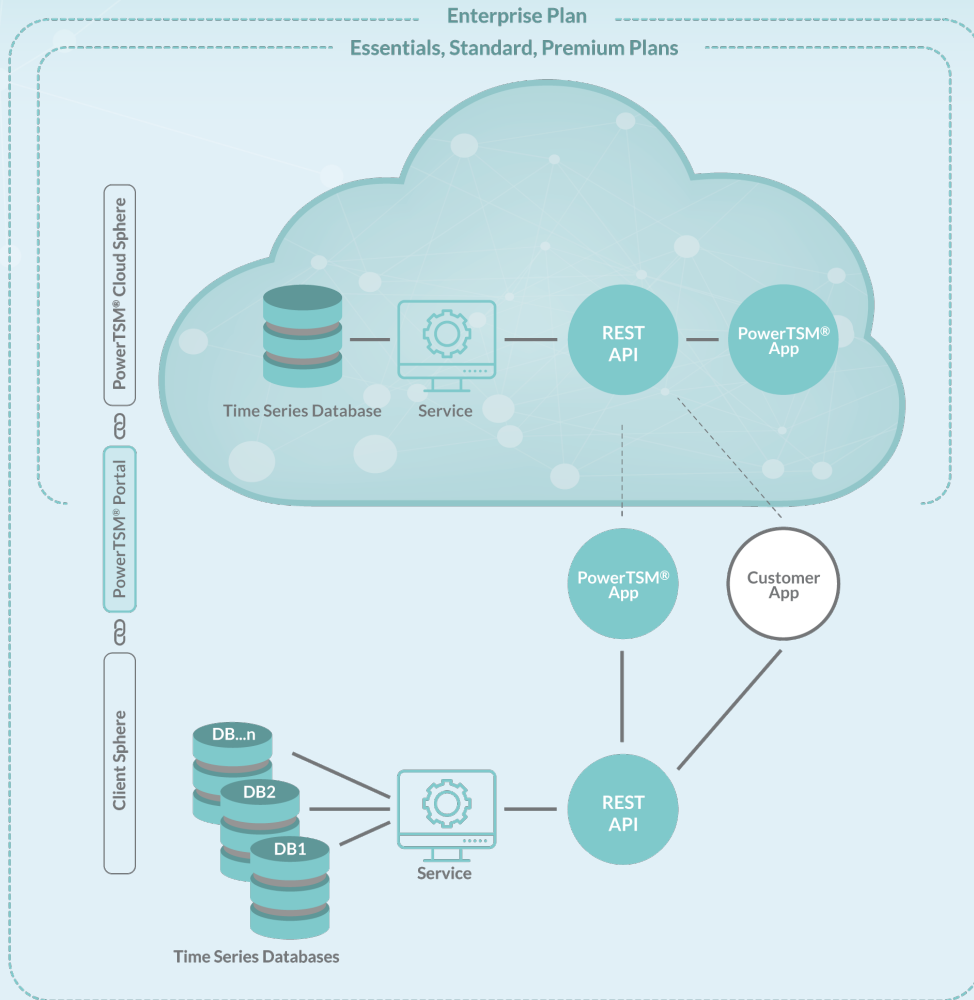 Enterprise Plan
Essentials, Standard, Premium Plans
PowerTSM® Cloud Sphere
REST
API
PowerTSM®
App
Time Series Database
Service
PowerTSM® Portal
PowerTSM®
App
Customer
App
Client Sphere
DB...n
DB2
DB1
REST
API
Service
Time Series Databases